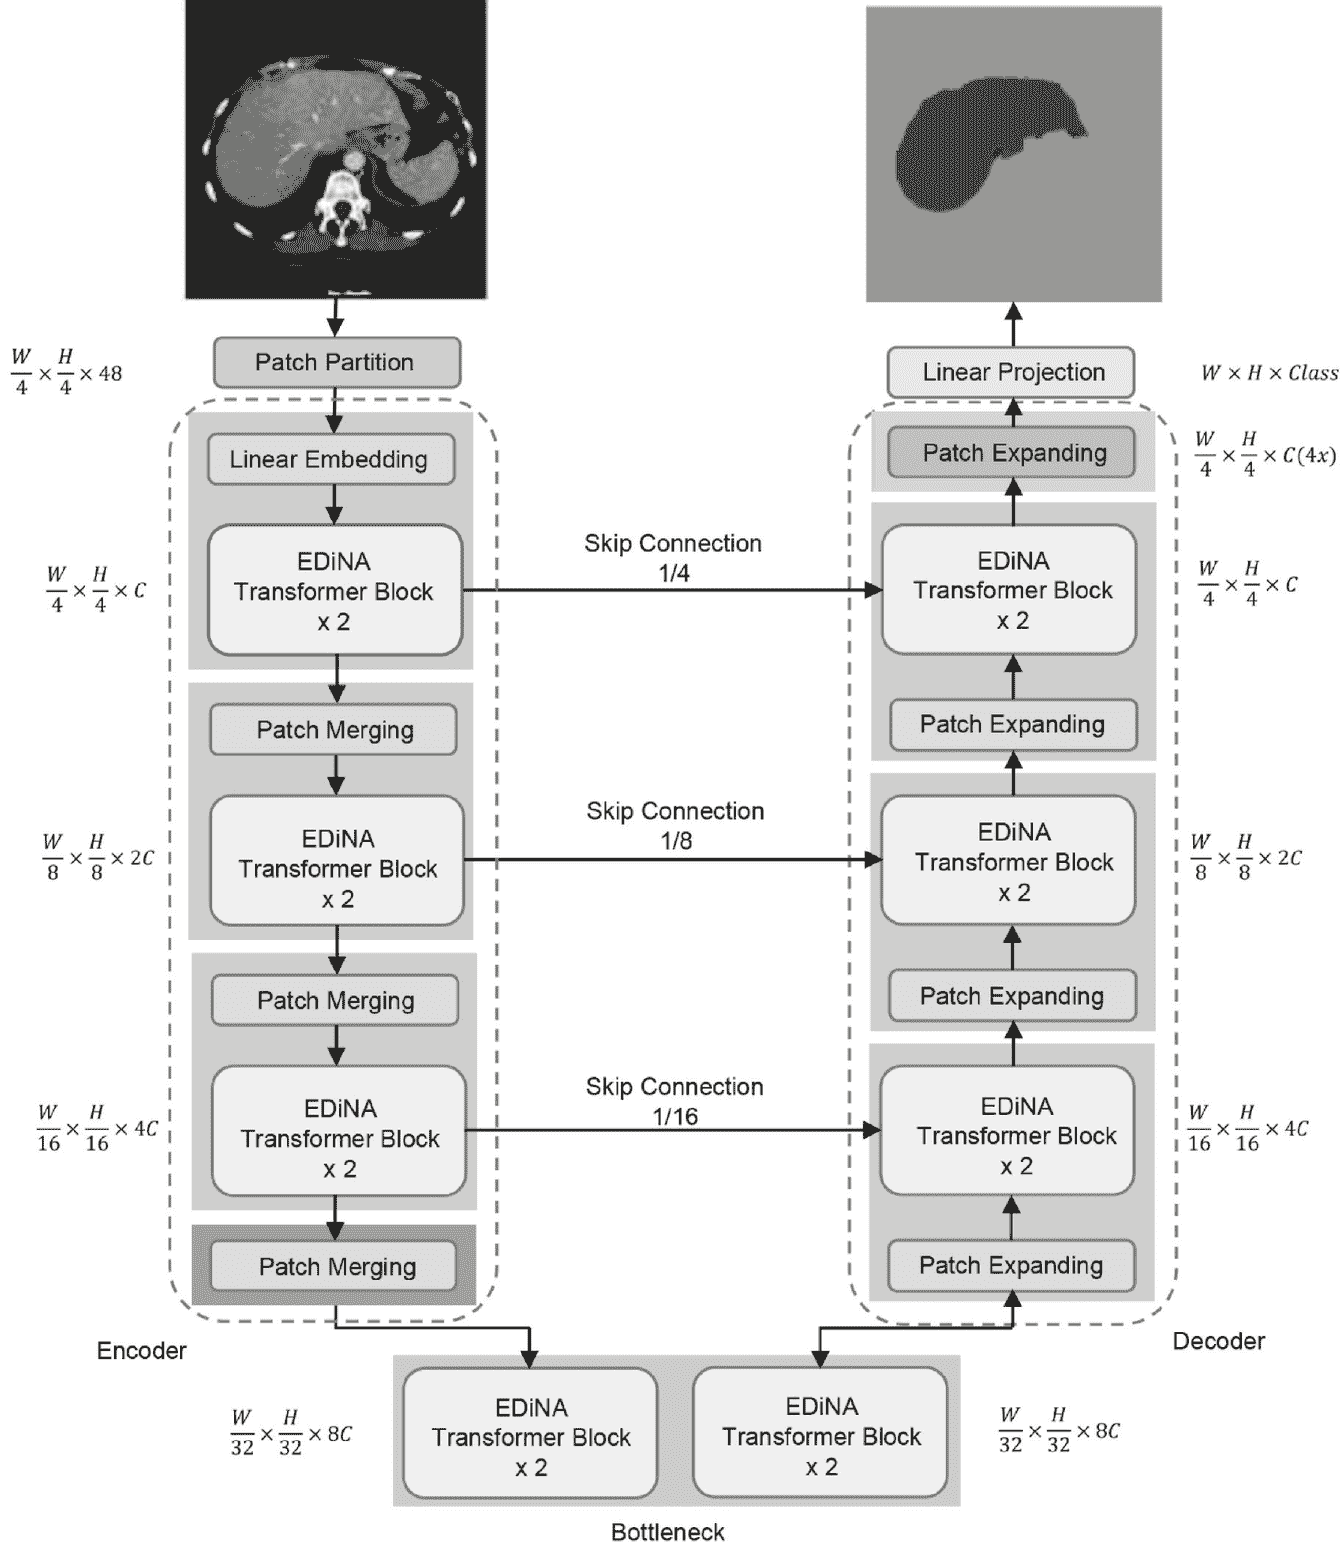 Patch Partition
W/4 × H/4 × 48
Linear Embedding
EDiNA
Transformer Block
x 2
W/4 × H/4 × C
Patch Merging
EDiNA
Transformer Block
x 2
W/8 × H/8 × 2C
Patch Merging
EDiNA
Transformer Block
x 2
W/16 × H/16 × 4C
Patch Merging
Encoder
Skip Connection
1/4
Skip Connection
1/8
Skip Connection
1/16
Linear Projection
W × H × Class
Patch Expanding
W/4 × H/4 × C(4x)
EDiNA
Transformer Block
x 2
W/4 × H/4 × C
Patch Expanding
EDiNA
Transformer Block
x 2
W/8 × H/8 × 2C
Patch Expanding
EDiNA
Transformer Block
x 2
W/16 × H/16 × 4C
Patch Expanding
Decoder
W/32 × H/32 × 8C
EDiNA
Transformer Block
x 2
EDiNA
Transformer Block
x 2
W/32 × H/32 × 8C
Bottleneck